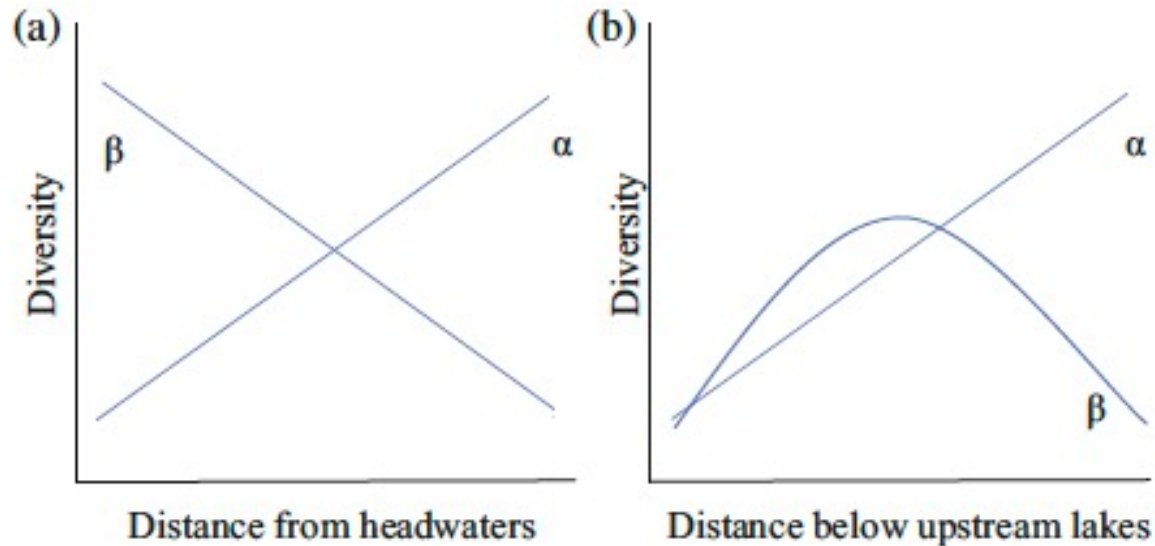 (a)
β
α
Diversity
Distance from headwaters
(b)
α
β
Diversity
Distance below upstream lakes